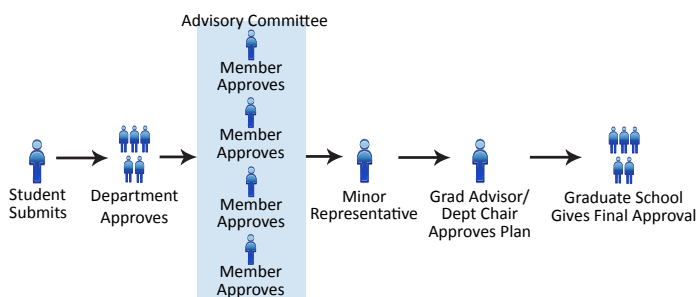 Advisory Committee
Member
Approves
Member
Approves
Member
Approves
Member
Approves
Student
Submits
Department
Approves
Minor
Representative
Grad Advisor/
Dept Chair
Approves Plan
Graduate School
Gives Final Approval